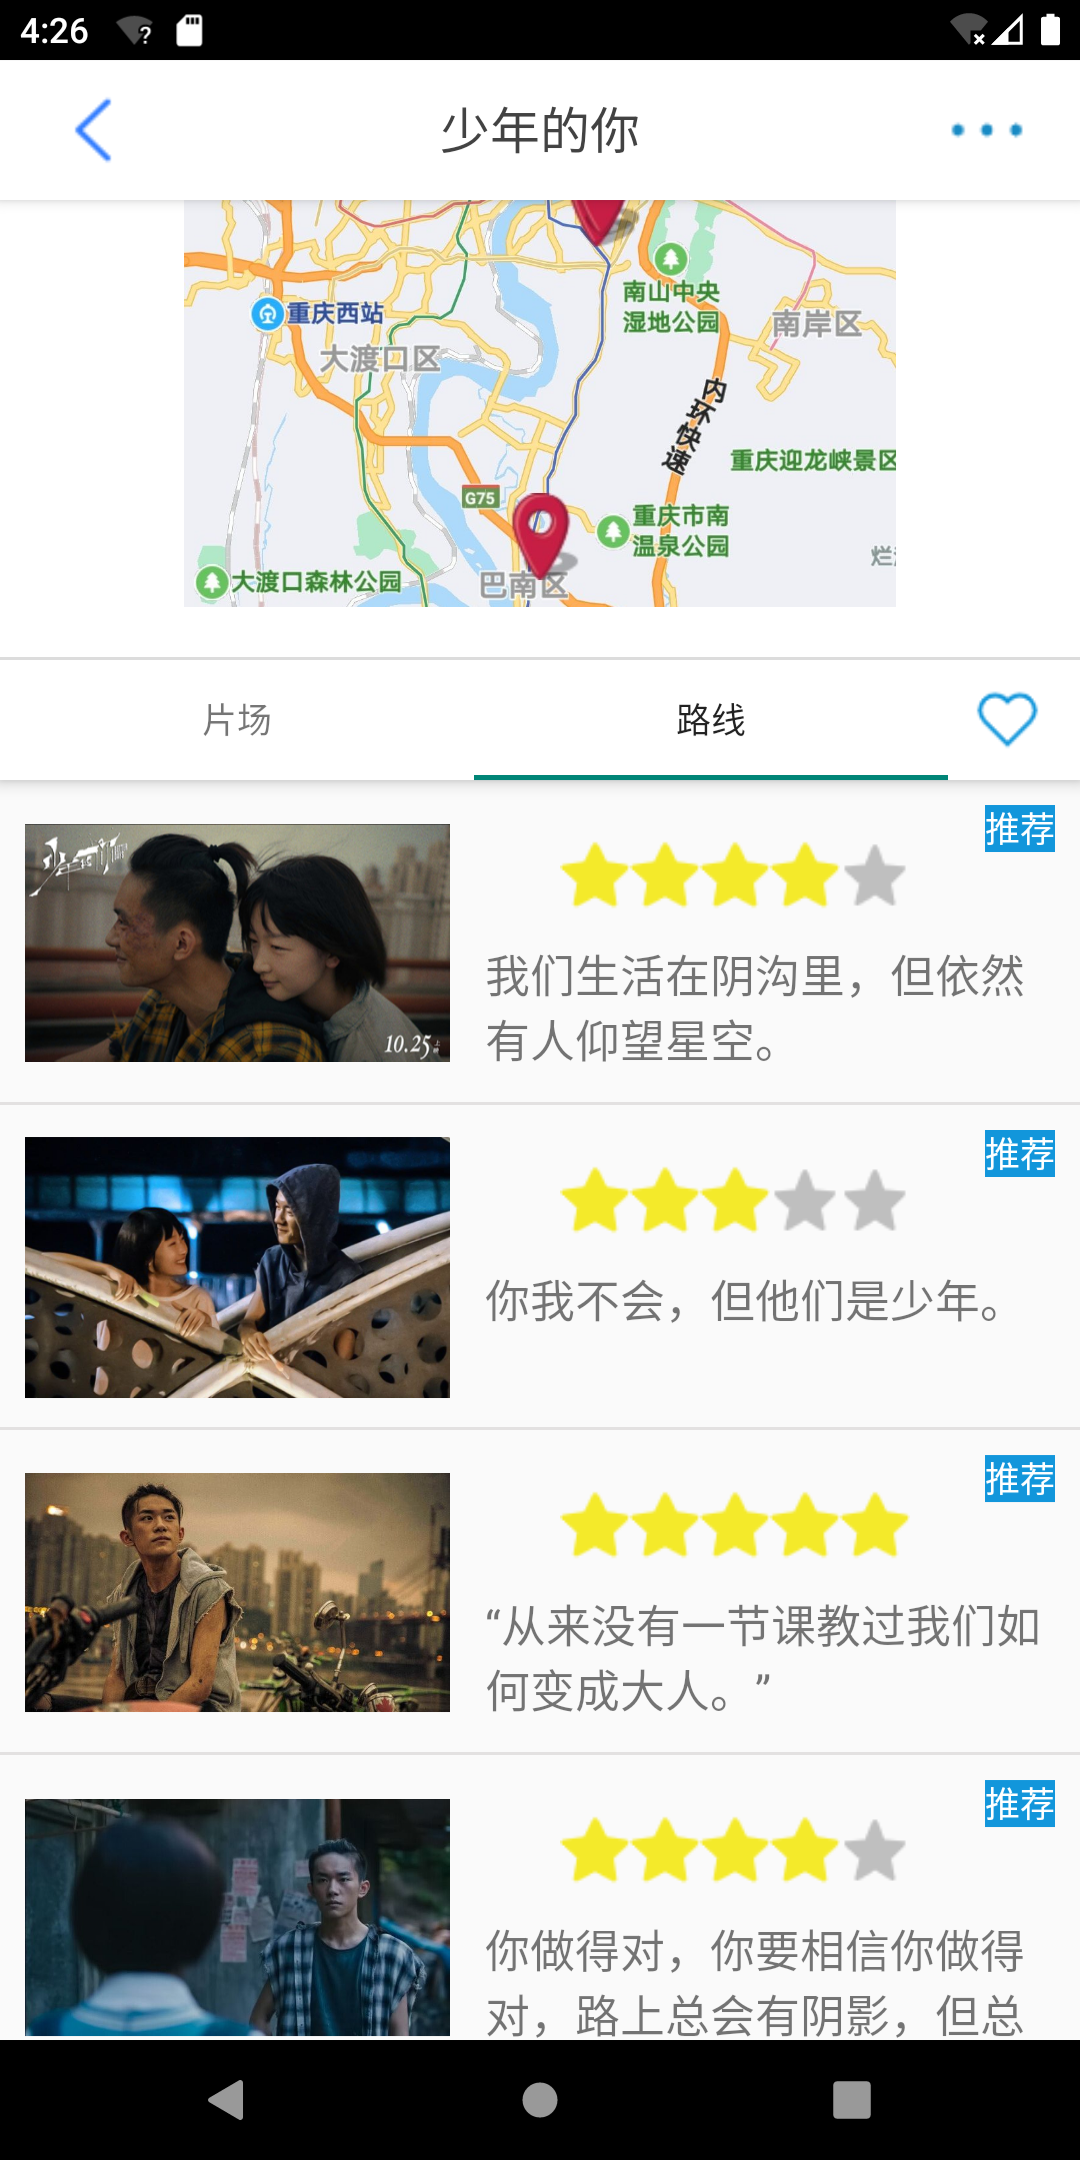 4:26
少年的你
南山中央
湿地公园
南岸区
重庆西站
大渡口区
内环快速
重庆迎龙峡景区
G75
重庆市南
温泉公园
大渡口森林公园
巴南区
片场
路线
推荐
少年的你
10.25
我们生活在阴沟里，但依然
有人仰望星空。
推荐
你我不会，但他们是少年。
推荐
“从来没有一节课教过我们如
何变成大人。”
推荐
你做得对，你要相信你做得
对，路上总会有阴影，但总